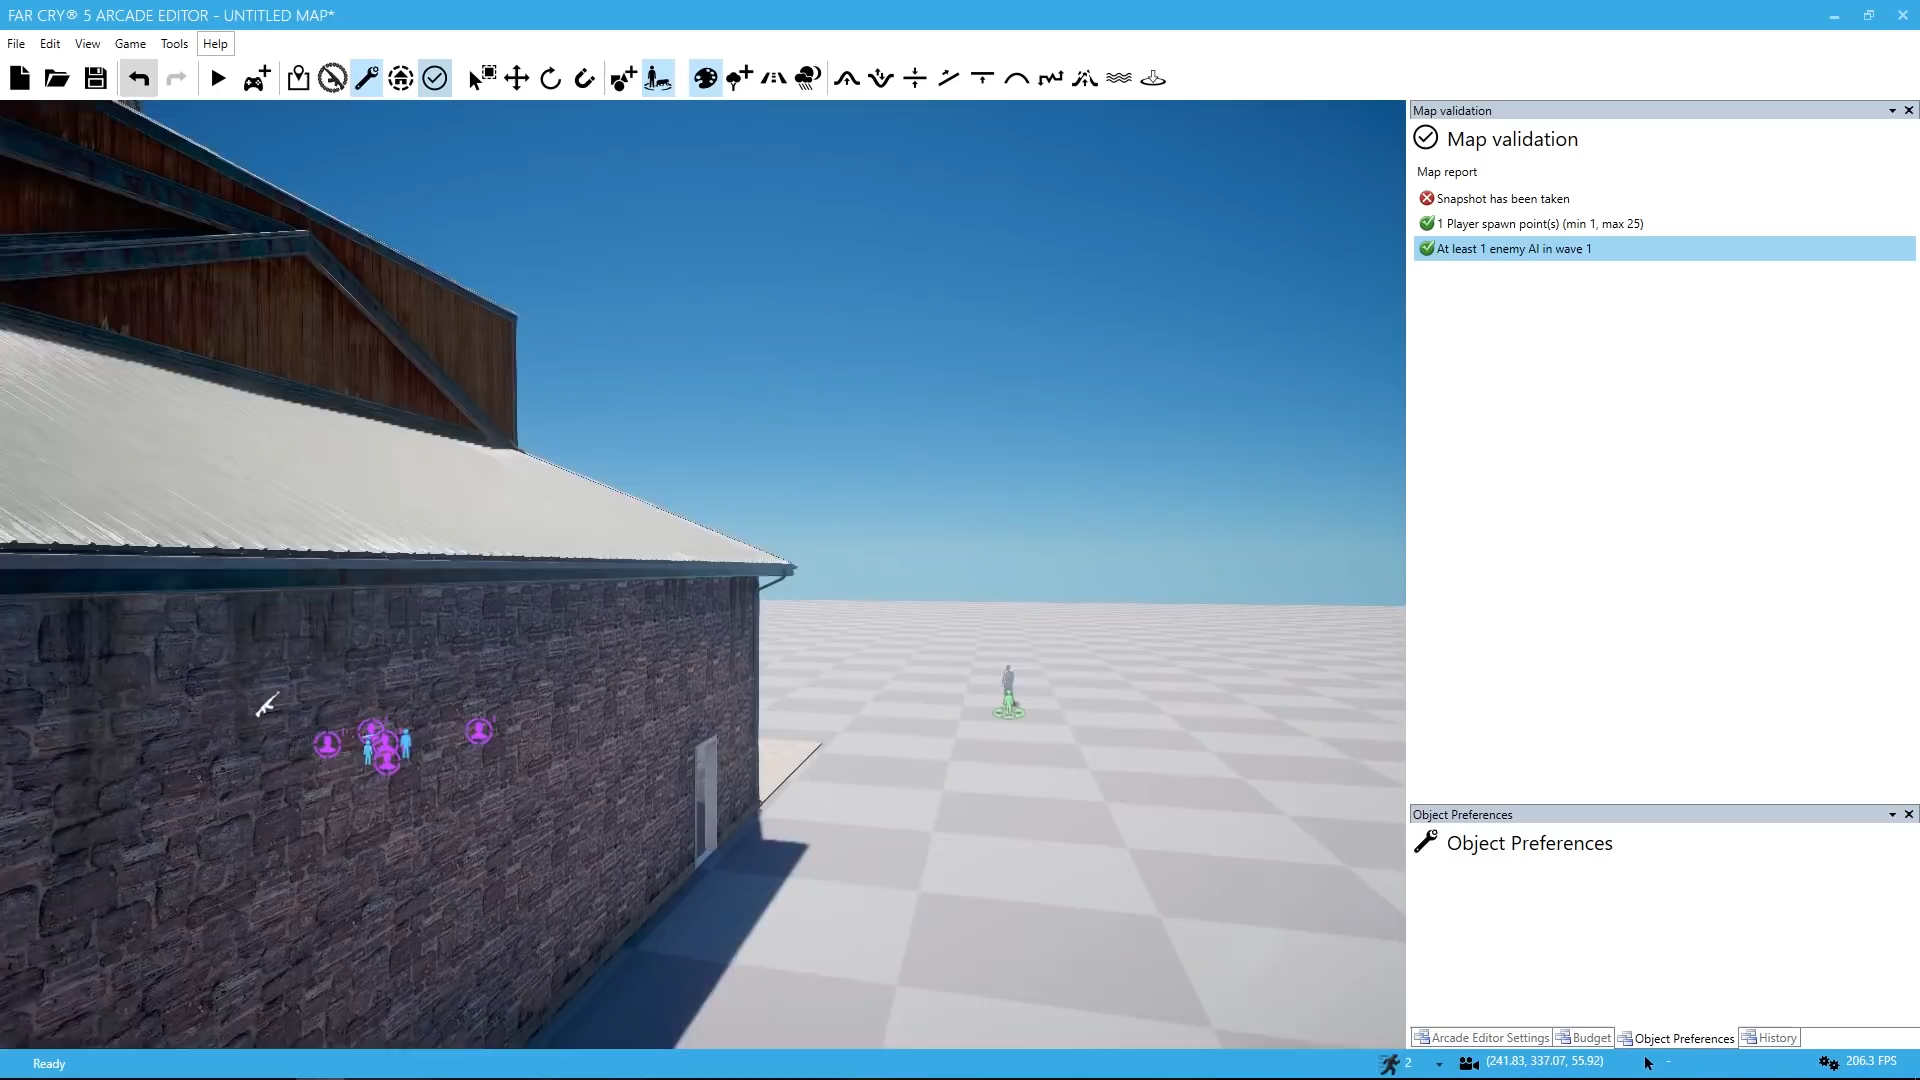 FAR CRY® 5 ARCADE EDITOR - UNTITLED MAP*
File Edit View Game Tools Help
Map validation
Map validation
Map report
Snapshot has been taken
1 Player spawn point(s) (min 1, max 25)
At least 1 enemy AI in wave 1
Object Preferences
Object Preferences
Arcade Editor Settings Budget Object Preferences History
Ready 2 (241.83, 337.07, 55.92) - 206.3 FPS